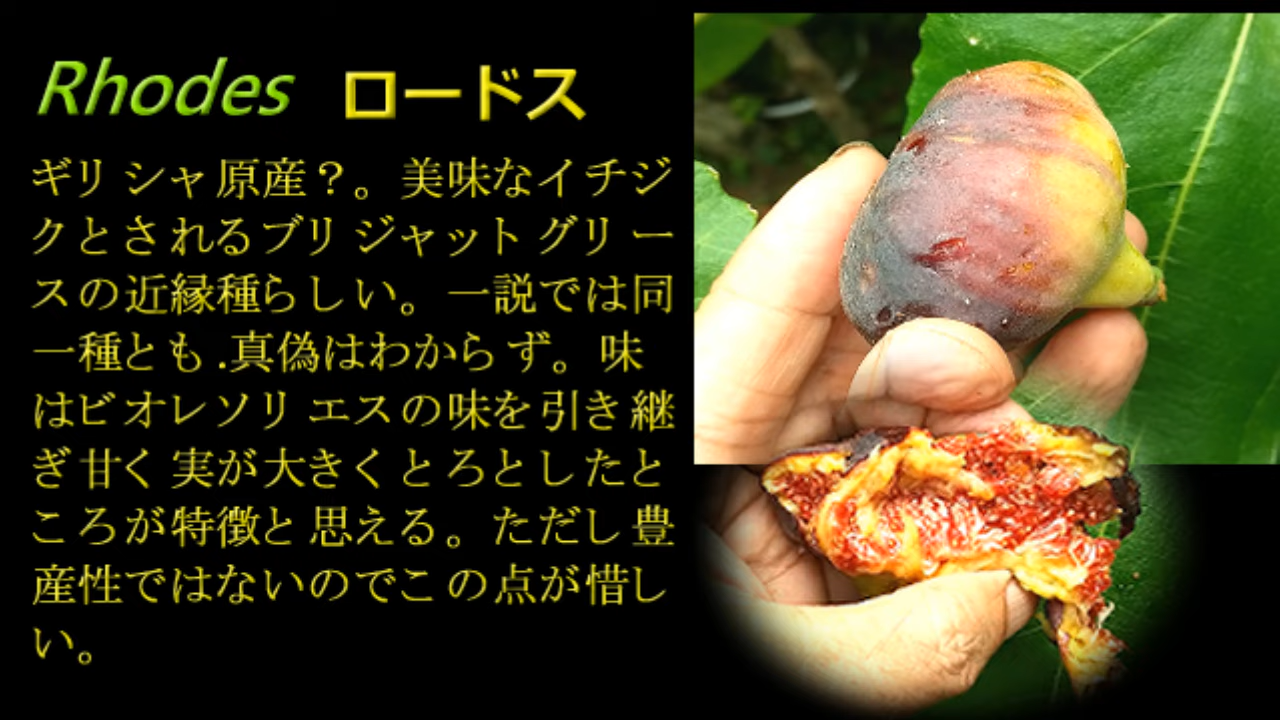 Rhodes ロードス
ギリシャ原産？。美味なイチジ
クとされるブリジャットグリー
スの近縁種らしい。一説では同
一種とも.真偽はわからず。味
はビオレソリエスの味を引き継
ぎ甘く実が大きくとろとしたと
ころが特徴と思える。ただし豊
産性ではないのでこの点が惜し
い。